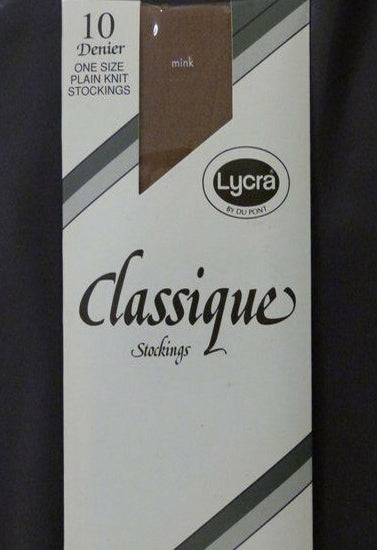 10
Denier
ONE SIZE
PLAIN KNIT
STOCKINGS
mink
Lycra®
BY DU PONT
Classique
Stockings